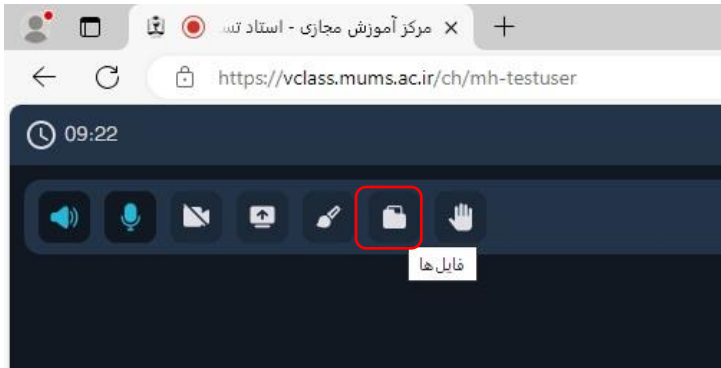 مرکز آموزش مجازی - استاد تس
https://vclass.mums.ac.ir/ch/mh-testuser
09:22
فایل‌ها